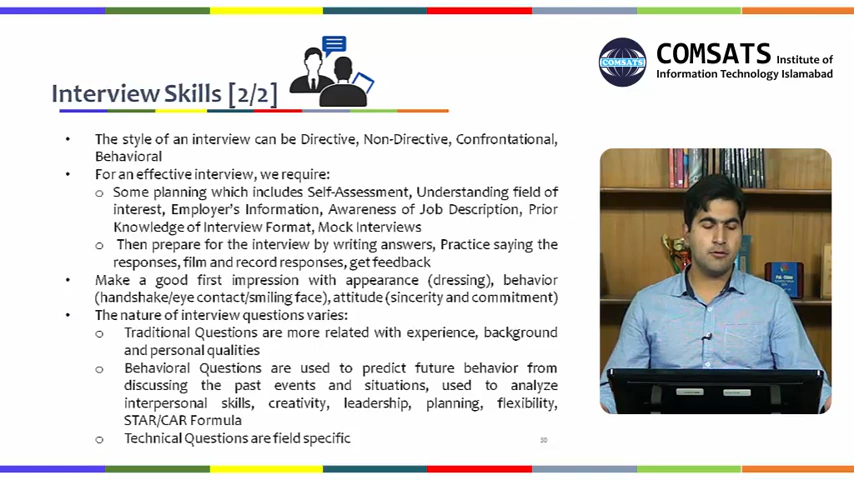 COMSATS Institute of
Information Technology Islamabad
COMSATS
Interview Skills [2/2]
• The style of an interview can be Directive, Non-Directive, Confrontational,
Behavioral
• For an effective interview, we require:
o Some planning which includes Self-Assessment, Understanding field of
interest, Employer's Information, Awareness of Job Description, Prior
Knowledge of Interview Format, Mock Interviews
o Then prepare for the interview by writing answers, Practice saying the
responses, film and record responses, get feedback
• Make a good first impression with appearance (dressing), behavior
(handshake/eye contact/smiling face), attitude (sincerity and commitment)
• The nature of interview questions varies:
o Traditional Questions are more related with experience, background
and personal qualities
o Behavioral Questions are used to predict future behavior from
discussing the past events and situations, used to analyze
interpersonal skills, creativity, leadership, planning, flexibility,
STAR/CAR Formula
o Technical Questions are field specific